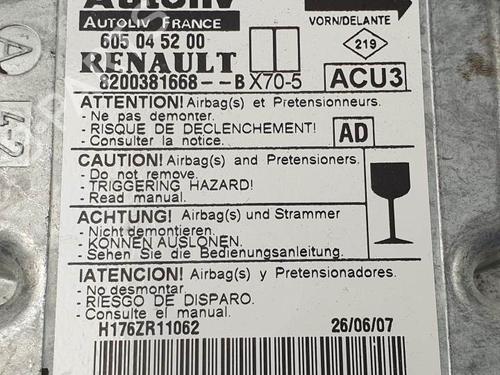 Autoliv
AUTOLIV FRANCE
VORN/DELANTE
605 04 52 00
219
RENAULT
8200381668--B X70-5
ACU3
ATTENTION! Airbag(s) et Pretensionneurs.
- Ne pas demonter.
- RISQUE DE DECLENCHEMENT!
- Consulter la notice.
AD
CAUTION! Airbag(s) and Pretensioners.
- Do not remove.
- TRIGGERING HAZARD!
- Read manual.
ACHTUNG! Airbag(s) und Strammer
- Nicht demontieren.
- KONNEN AUSLONEN.
- Sehen Sie die Bedienungsanleitung.
¡ATENCION! Airbag(s) y Pretensionadores.
- No desmontar.
- RIESGO DE DISPARO.
- Consulte el manual.
H176ZR11062
26/06/07
A
4-2